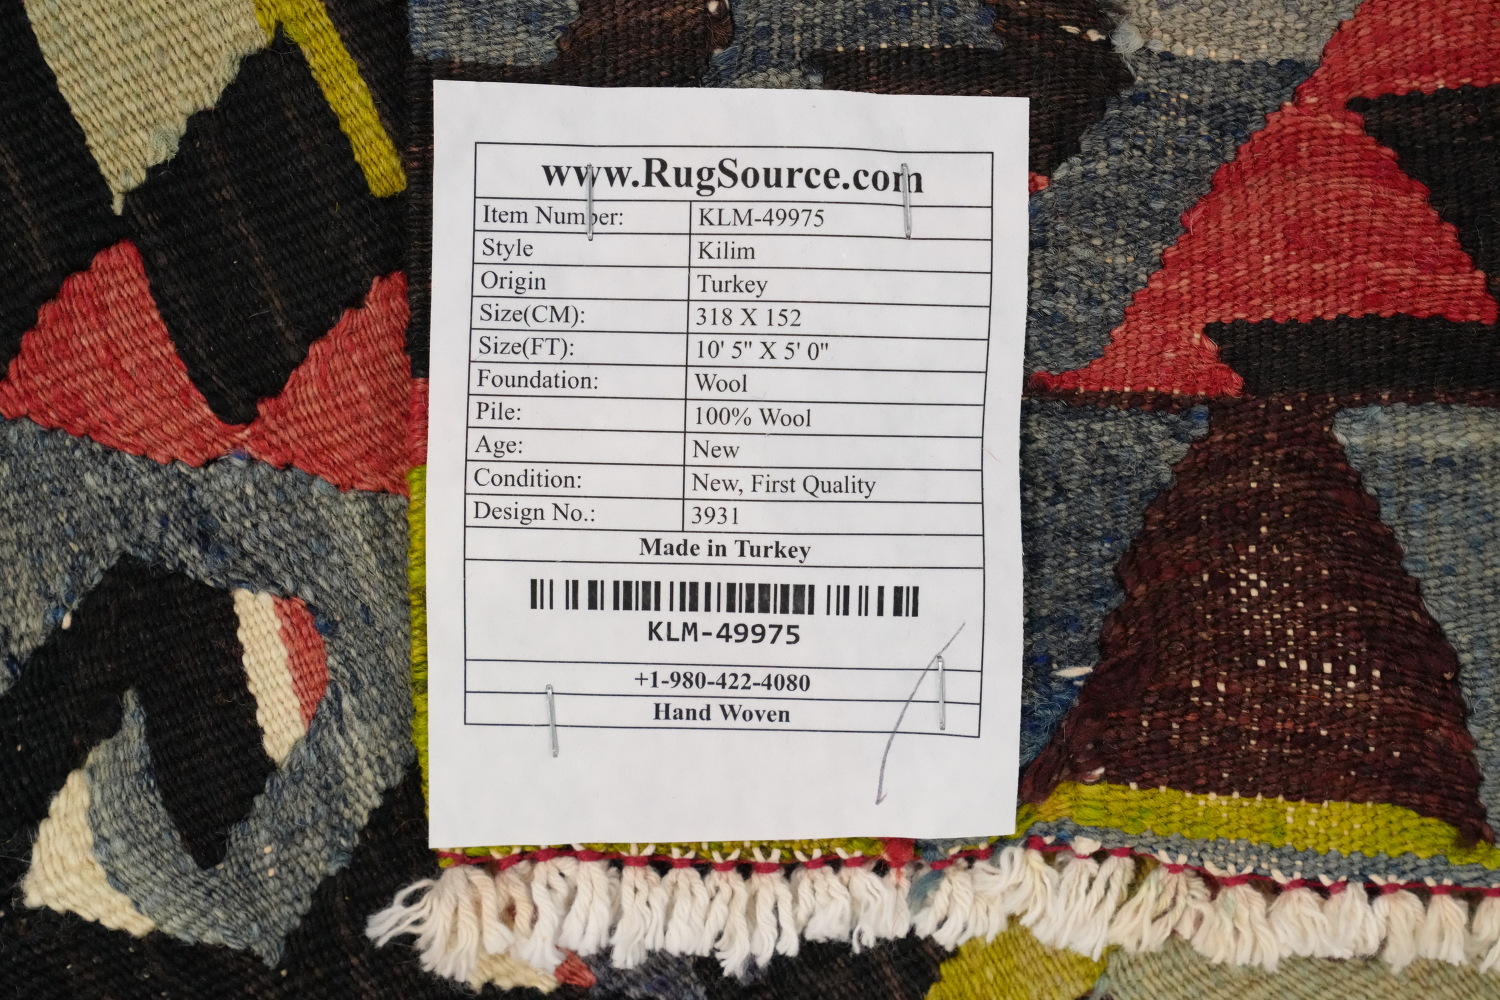 www.RugSource.com
Item Number: KLM-49975
Style Kilim
Origin Turkey
Size(CM): 318 X 152
Size(FT): 10' 5" X 5' 0"
Foundation: Wool
Pile: 100% Wool
Age: New
Condition: New, First Quality
Design No.: 3931
Made in Turkey
KLM-49975
+1-980-422-4080
Hand Woven